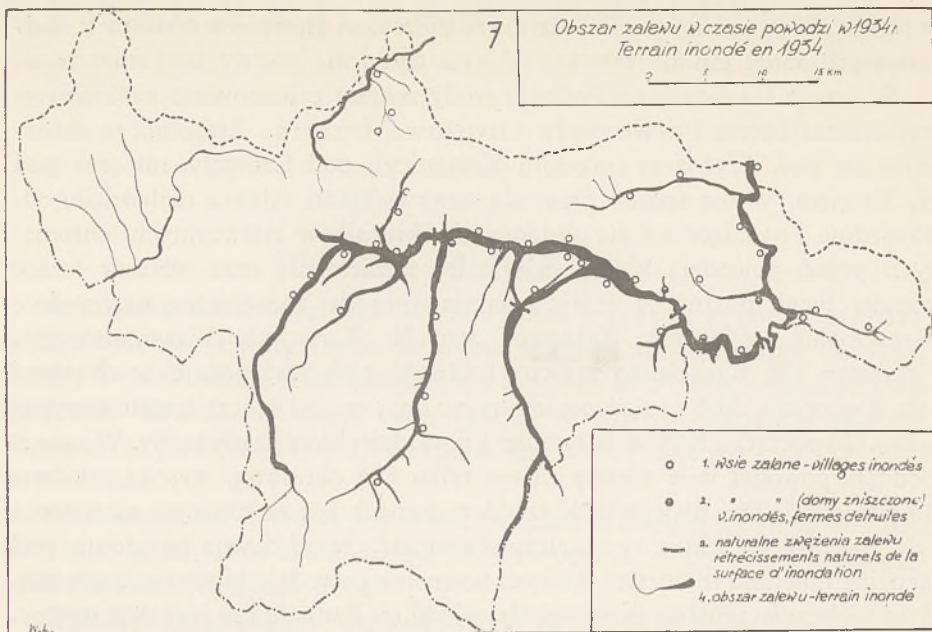 7
Obszar zalewu w czasie powodzi w 1934r.
Terrain inondé en 1934
0 5 10 15 Km
1. wsie zalane - villages inondés
2. " " (domy zniszczone)
v. inondés, fermes detruites
3. naturalne zwężenia zalewu
rétrécissements naturels de la
surface d'inondation
4. obszar zalewu - terrain inondé